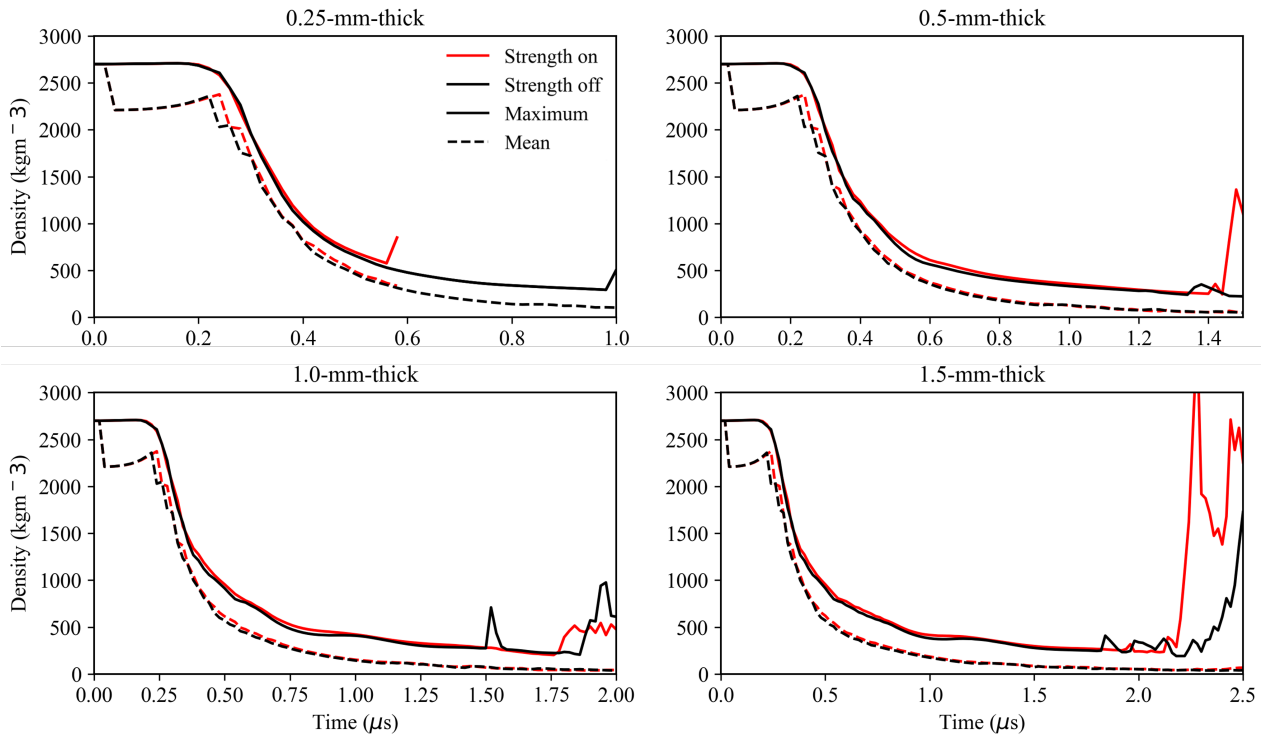 0.25-mm-thick
3000
2500
2000
1500
1000
500
0
Density (kgm⁻3)
0.0 0.2 0.4 0.6 0.8 1.0
Strength on
Strength off
Maximum
Mean
0.5-mm-thick
3000
2500
2000
1500
1000
500
0
0.0 0.2 0.4 0.6 0.8 1.0 1.2 1.4
1.0-mm-thick
3000
2500
2000
1500
1000
500
0
Density (kgm⁻3)
0.00 0.25 0.50 0.75 1.00 1.25 1.50 1.75 2.00
Time (μs)
1.5-mm-thick
3000
2500
2000
1500
1000
500
0
0.0 0.5 1.0 1.5 2.0 2.5
Time (μs)